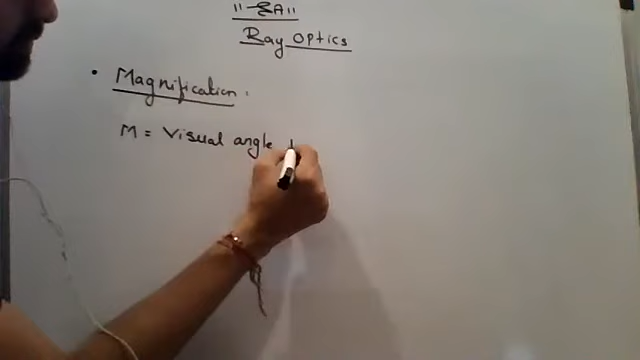 Ray Optics
• Magnification.
M = Visual angle